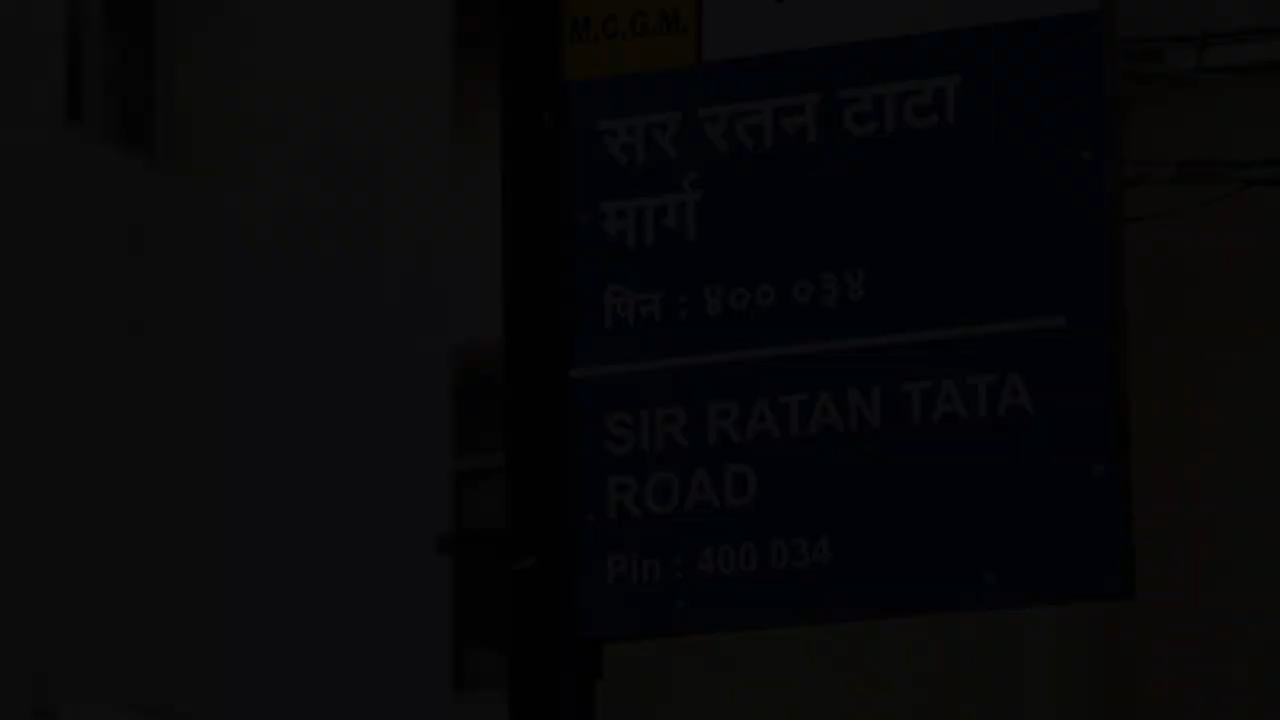 M.C.G.M.
सर रतन टाटा
मार्ग
पिन : ४०० ०३४
SIR RATAN TATA
ROAD
Pin : 400 034